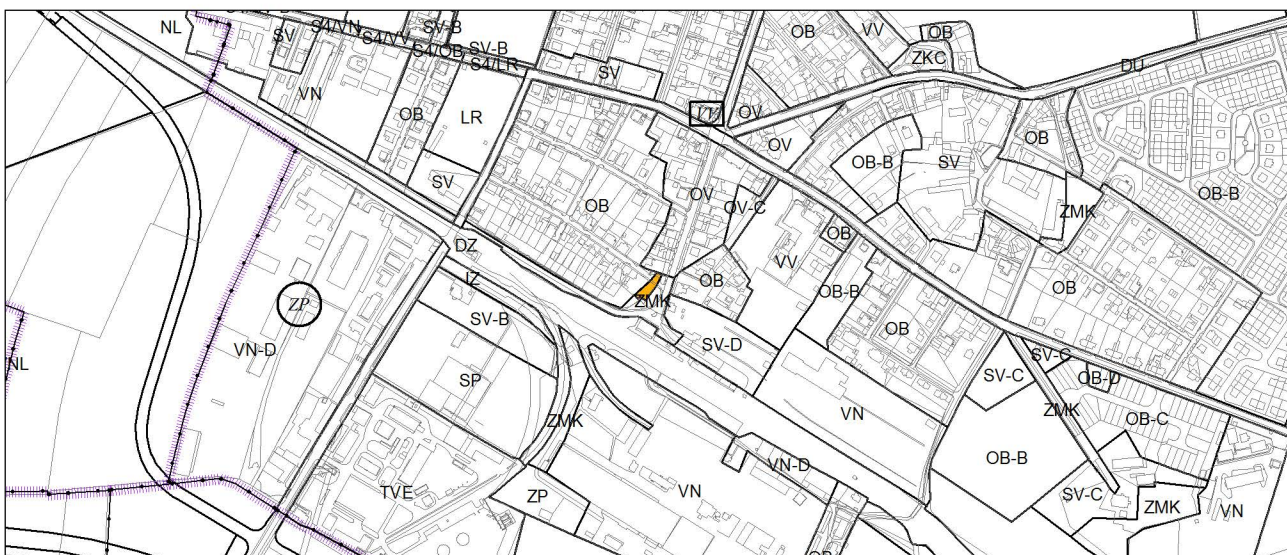 NL
SV
S4/VN
S4/VV
SV-B
S4/OB
SV-B
S4/LR
VN
OB
LR
SV
SV
OB
VV
OB
ZKC
DU
OV
OV
OB-B
SV
OB
OB-B
ZMK
OB
OV
OV-C
OB
VV
OB-B
OB
OB
DZ
IZ
ZMK
OB
SV-B
SV-D
SP
ZP
VN-D
NL
ZMK
VN
SV-C
SV-C
OB-D
ZMK
OB-C
OB-B
VN-D
TVE
ZP
VN
SV-C
ZMK
VN